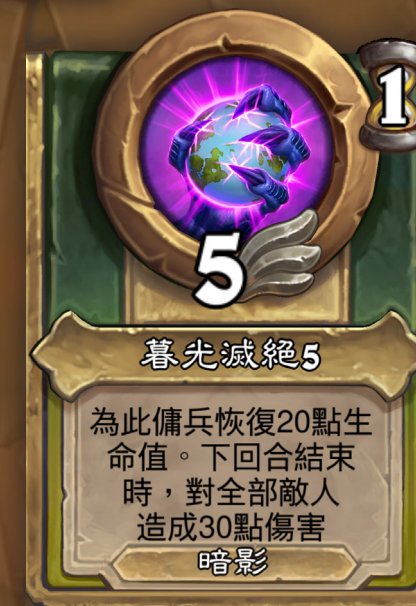 1
5
暮光滅絕5
為此傭兵恢復20點生
命值。下回合結束
時，對全部敵人
造成30點傷害
暗影